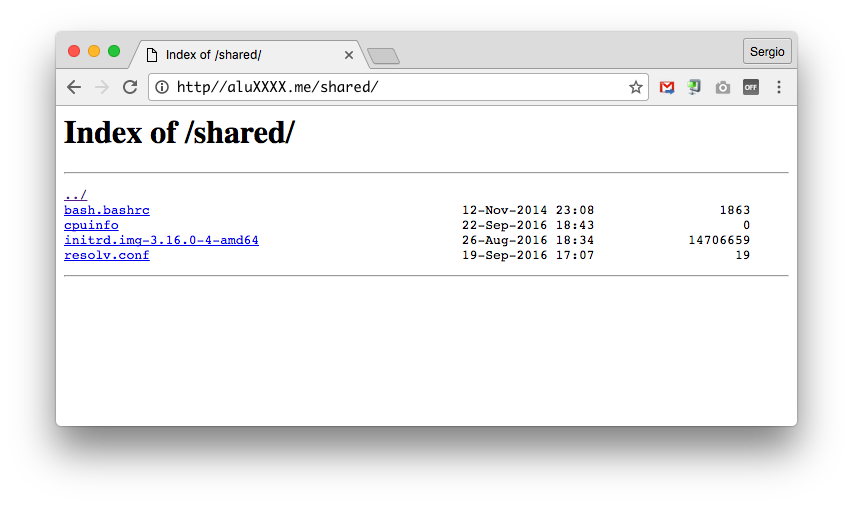 Index of /shared/
Sergio
http//aluXXXX.me/shared/
OFF
Index of /shared/
../
bash.bashrc 12-Nov-2014 23:08 1863
cpuinfo 22-Sep-2016 18:43 0
initrd.img-3.16.0-4-amd64 26-Aug-2016 18:34 14706659
resolv.conf 19-Sep-2016 17:07 19